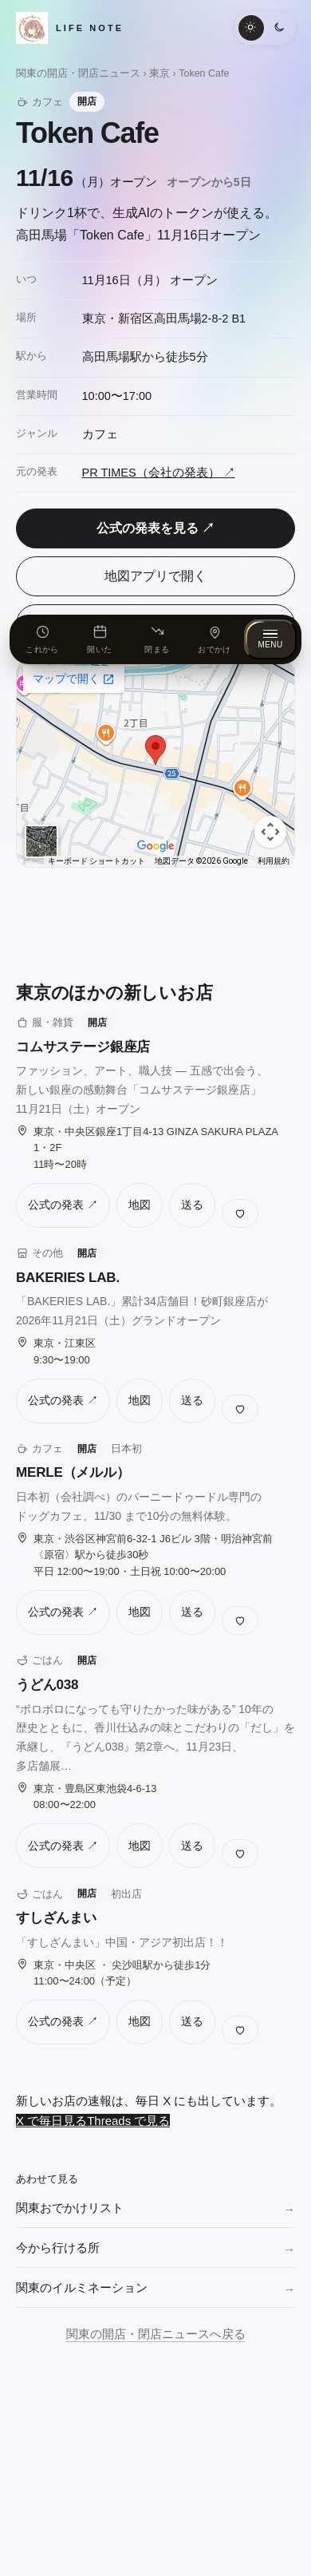 LIFE NOTE
関東の開店・閉店ニュース › 東京 › Token Cafe
カフェ 開店
Token Cafe
11/16（月）オープン オープンから5日
ドリンク1杯で、生成AIのトークンが使える。
高田馬場「Token Cafe」11月16日オープン
いつ 11月16日（月） オープン
場所 東京・新宿区高田馬場2-8-2 B1
駅から 高田馬場駅から徒歩5分
営業時間 10:00〜17:00
ジャンル カフェ
元の発表 PR TIMES（会社の発表） ↗
公式の発表を見る ↗
地図アプリで開く
これから 開いた 閉まる おでかけ MENU
マップで開く
2丁目
25
丁目
Google
キーボード ショートカット 地図データ ©2026 Google 利用規約
東京のほかの新しいお店
服・雑貨 開店
コムサステージ銀座店
ファッション、アート、職人技 — 五感で出会う、
新しい銀座の感動舞台「コムサステージ銀座店」
11月21日（土）オープン
東京・中央区銀座1丁目4-13 GINZA SAKURA PLAZA
1・2F
11時〜20時
公式の発表 ↗ 地図 送る
その他 開店
BAKERIES LAB.
「BAKERIES LAB.」累計34店舗目！砂町銀座店が
2026年11月21日（土）グランドオープン
東京・江東区
9:30〜19:00
公式の発表 ↗ 地図 送る
カフェ 開店 日本初
MERLE（メルル）
日本初（会社調べ）のバーニードゥードル専門の
ドッグカフェ。11/30 まで10分の無料体験。
東京・渋谷区神宮前6-32-1 J6ビル 3階・明治神宮前
〈原宿〉駅から徒歩30秒
平日 12:00〜19:00・土日祝 10:00〜20:00
公式の発表 ↗ 地図 送る
ごはん 開店
うどん038
“ボロボロになっても守りたかった味がある” 10年の
歴史とともに、香川仕込みの味とこだわりの「だし」を
承継し、『うどん038』第2章へ。11月23日、
多店舗展…
東京・豊島区東池袋4-6-13
08:00〜22:00
公式の発表 ↗ 地図 送る
ごはん 開店 初出店
すしざんまい
「すしざんまい」中国・アジア初出店！！
東京・中央区 ・ 尖沙咀駅から徒歩1分
11:00〜24:00（予定）
公式の発表 ↗ 地図 送る
新しいお店の速報は、毎日 X にも出しています。
X で毎日見るThreads で見る
あわせて見る
関東おでかけリスト →
今から行ける所 →
関東のイルミネーション →
関東の開店・閉店ニュースへ戻る